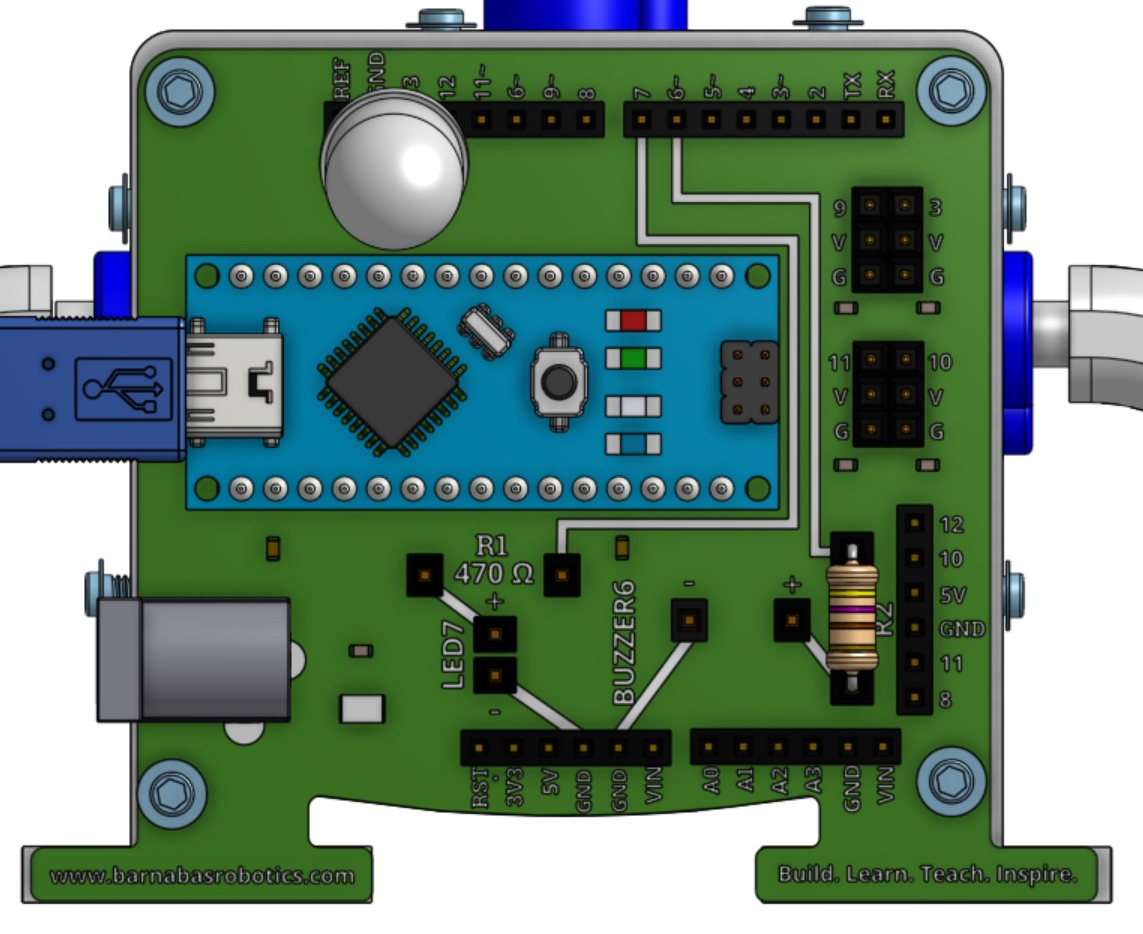 REF GND 3 12 11~ 6~ 9~ 8 7 6~ 5~ 4 3~ 2 TX RX
9 3
V V
G G
11 10
V V
G G
12
10
5V
GND
11
8
R1
470 Ω
+
LED7
-
BUZZER6
-
+
R2
RST 3V3 5V GND GND VIN A0 A1 A2 A3 GND VIN
www.barnabasrobotics.com
Build. Learn. Teach. Inspire.